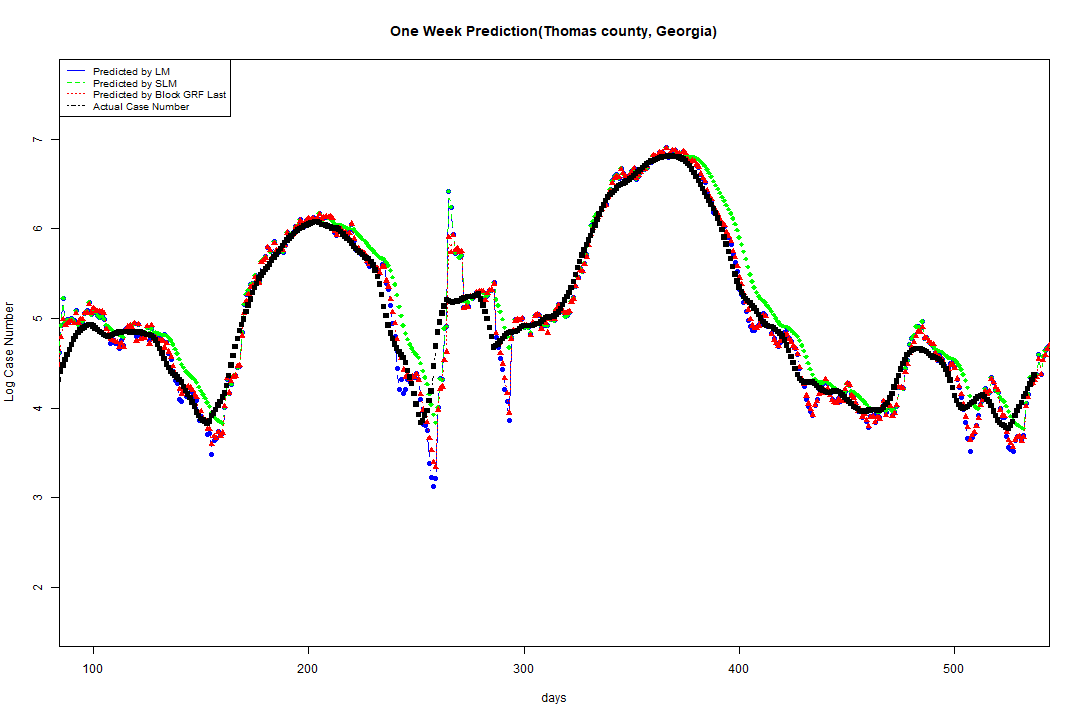 One Week Prediction(Thomas county, Georgia)
Predicted by LM
Predicted by SLM
Predicted by Block GRF Last
Actual Case Number
7
6
5
4
3
2
Log Case Number
100 200 300 400 500
days